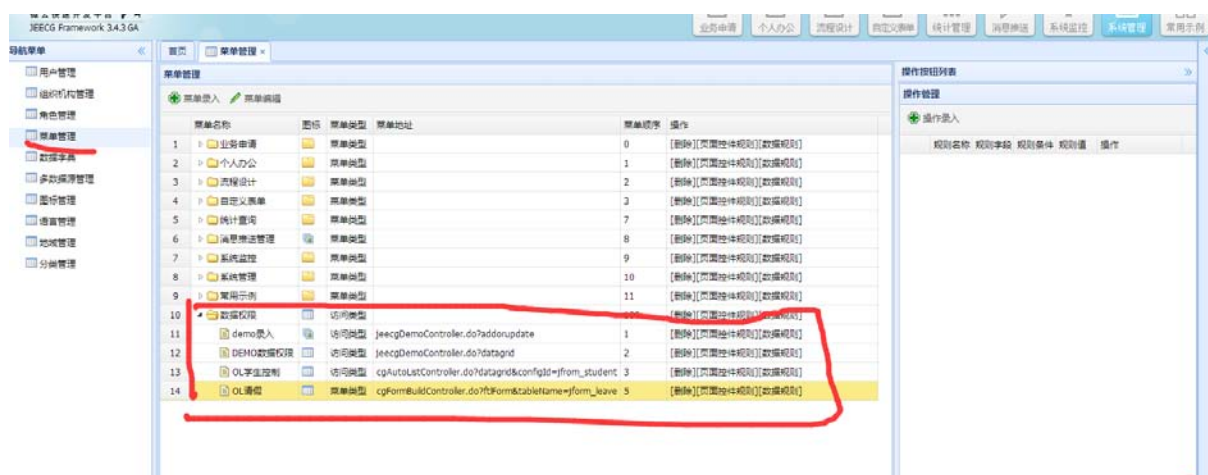 JEECG Framework 3.4.3 GA
业务申请 个人办公 流程设计 自定义表单 统计管理 消息推送 系统监控 系统管理 常用示例
导航菜单
用户管理
组织机构管理
角色管理
菜单管理
数据字典
多数据源管理
图标管理
语言管理
地域管理
分类管理
首页 菜单管理 ×
菜单管理
菜单录入 菜单编辑
菜单名称 图标 菜单类型 菜单地址 菜单顺序 操作
1 业务申请 菜单类型 0 [删除][页面控件规则][数据规则]
2 个人办公 菜单类型 1 [删除][页面控件规则][数据规则]
3 流程设计 菜单类型 2 [删除][页面控件规则][数据规则]
4 自定义表单 菜单类型 3 [删除][页面控件规则][数据规则]
5 统计查询 菜单类型 7 [删除][页面控件规则][数据规则]
6 消息推送管理 菜单类型 8 [删除][页面控件规则][数据规则]
7 系统监控 菜单类型 9 [删除][页面控件规则][数据规则]
8 系统管理 菜单类型 10 [删除][页面控件规则][数据规则]
9 常用示例 菜单类型 11 [删除][页面控件规则][数据规则]
10 数据权限 访问类型 [删除][页面控件规则][数据规则]
11 demo录入 访问类型 jeecgDemoController.do?addorupdate 1 [删除][页面控件规则][数据规则]
12 DEMO数据权限 访问类型 jeecgDemoController.do?datagrid 2 [删除][页面控件规则][数据规则]
13 OL学生控制 访问类型 cgAutoListController.do?datagrid&configId=jfrom_student 3 [删除][页面控件规则][数据规则]
14 OL请假 菜单类型 cgFormBuildController.do?ftlForm&tableName=jform_leave 5 [删除][页面控件规则][数据规则]
操作按钮列表
操作管理
操作录入
规则名称 规则字段 规则条件 规则值 操作